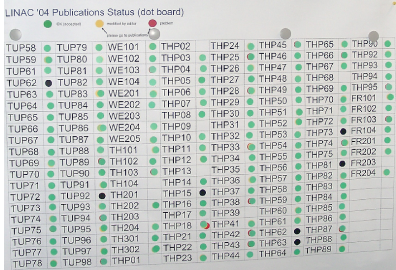 LINAC '04 Publications Status (dot board)
TUP58 TUP79 WE101 THP02 THP24 THP45 THP65 THP90
TUP59 TUP80 WE102 THP03 THP25 THP46 THP66
TUP61 TUP81 WE103 THP04 THP26 THP47 THP67 THP93
TUP62 TUP82 WE104 THP05 THP27 THP48 THP68 THP94
TUP63 TUP83 WE201 THP06 THP28 THP49 THP69 THP95
TUP64 TUP84 WE202 THP08 THP29 THP50 THP70 FR101
TUP65 TUP85 WE203 THP09 THP30 THP51 THP71 FR102
TUP66 TUP86 WE204 THP10 THP31 THP52 THP72 FR103
TUP67 TUP87 WE205 THP11 THP32 THP53 THP73 FR104
TUP68 TUP88 TH101 THP12 THP33 THP54 THP74 FR201
TUP69 TUP89 TH102 THP13 THP34 THP55 FR202
TUP70 TUP90 TH103 THP14 THP35 THP56 THP81 FR203
TUP71 TUP91 TH104 THP15 THP37 THP57 THP82 FR204
TUP72 TUP92 TH201 THP16 THP38 THP58 THP83
TUP73 TUP93 TH202 THP17 THP39 THP59 THP84
TUP74 TUP94 TH203 THP18 THP41 THP60 THP85
TUP75 TUP95 TH204 THP42 THP61 THP86
TUP76 TUP96 TH301 THP22 THP43 THP62 THP87
TUP77 TUP97 TH302 THP23 THP44 THP63 THP88
TUP78 TUP98 THP01 THP64 THP89